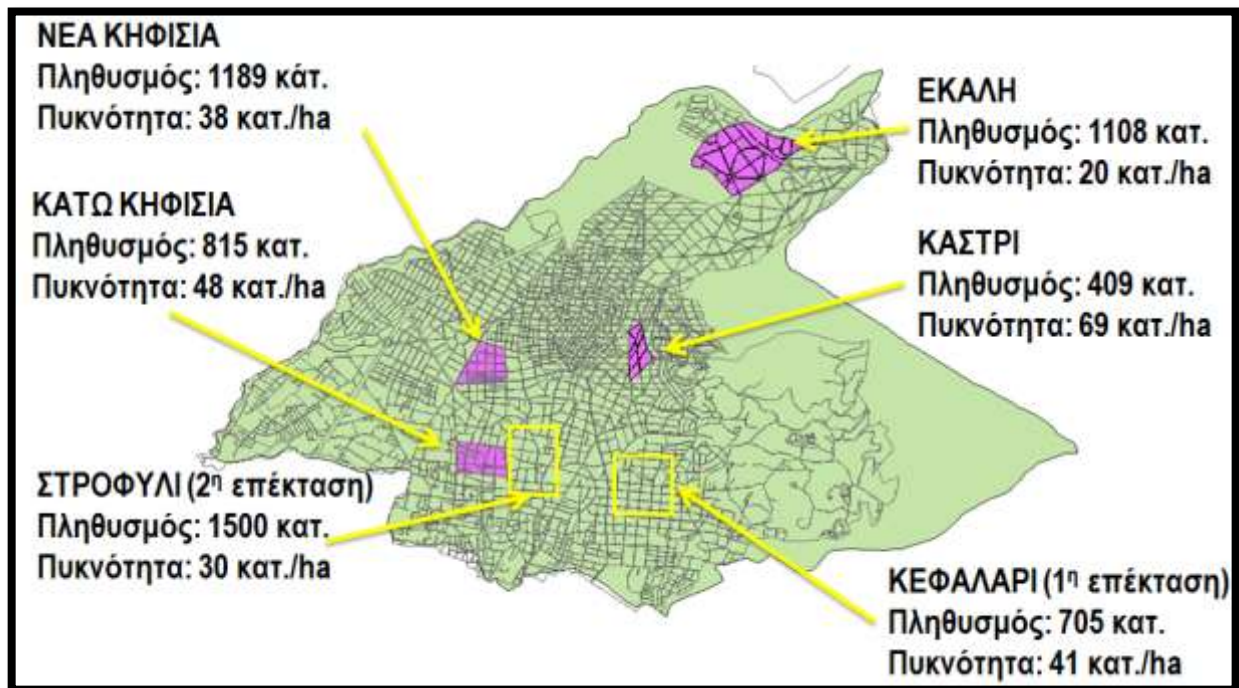 ΝΕΑ ΚΗΦΙΣΙΑ
Πληθυσμός: 1189 κάτ.
Πυκνότητα: 38 κατ./ha
ΚΑΤΩ ΚΗΦΙΣΙΑ
Πληθυσμός: 815 κατ.
Πυκνότητα: 48 κατ./ha
ΣΤΡΟΦΥΛΙ (2η επέκταση)
Πληθυσμός: 1500 κατ.
Πυκνότητα: 30 κατ./ha
ΕΚΑΛΗ
Πληθυσμός: 1108 κατ.
Πυκνότητα: 20 κατ./ha
ΚΑΣΤΡΙ
Πληθυσμός: 409 κατ.
Πυκνότητα: 69 κατ./ha
ΚΕΦΑΛΑΡΙ (1η επέκταση)
Πληθυσμός: 705 κατ.
Πυκνότητα: 41 κατ./ha